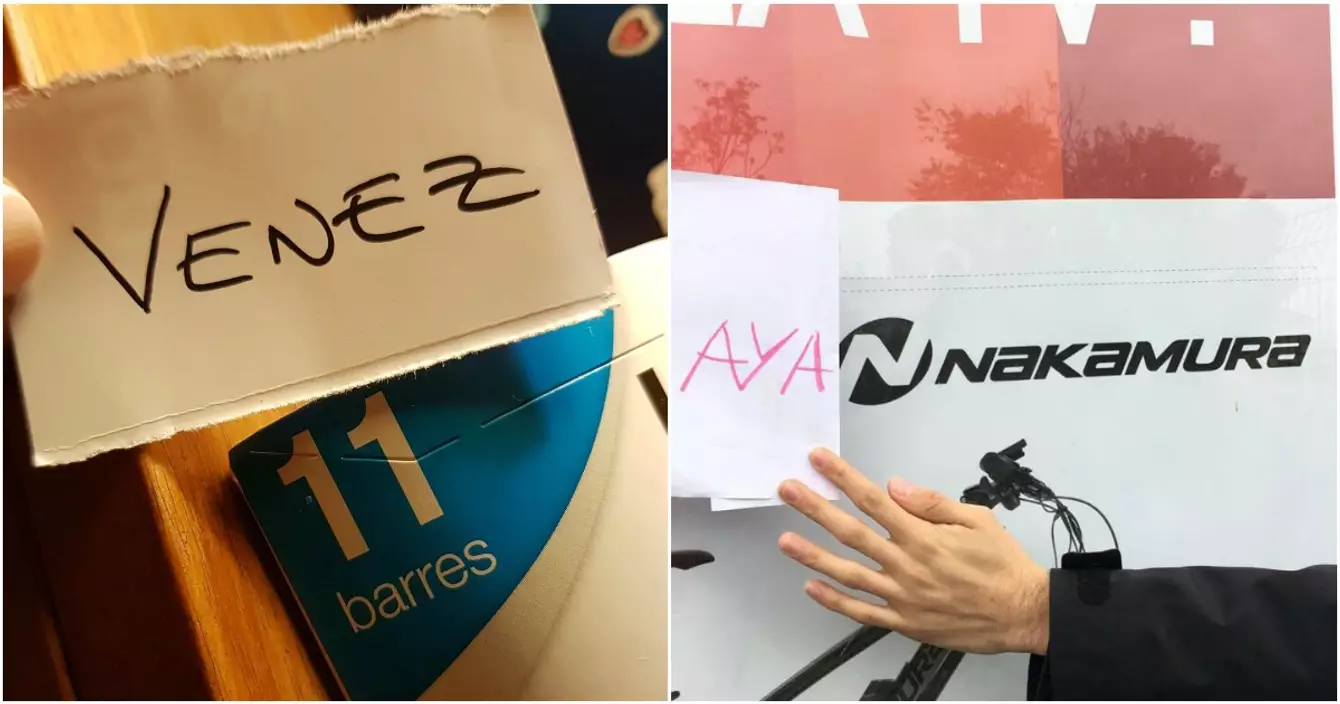 VENEZ
11
barres
AYA
NAKAMURA